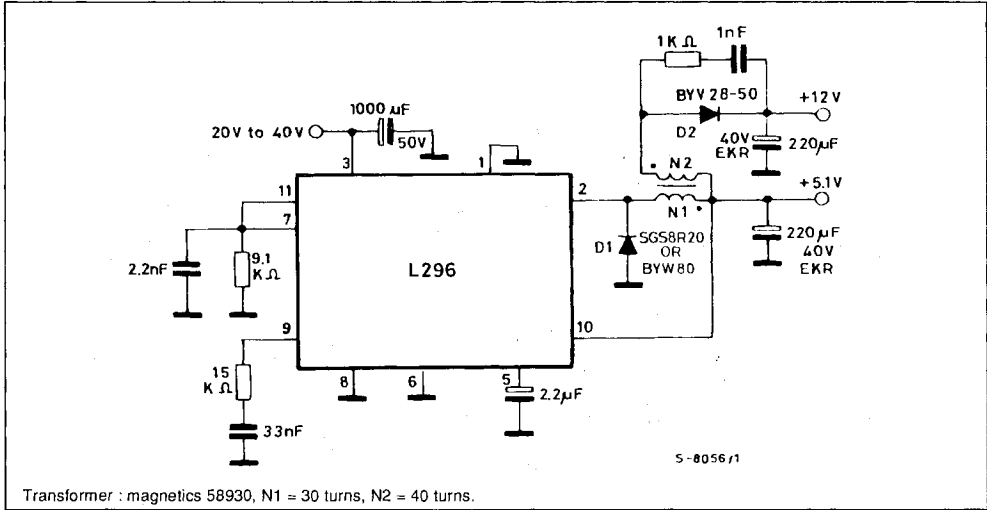 1KΩ
1nF
BYV 28-50
+12V
D2
40V
EKR
220µF
1000 µF
50V
20V to 40V
3
1
N2
11
2
+5.1V
7
N1
D1
SGS8R20
OR
BYW80
220µF
40V
EKR
2.2nF
9.1
KΩ
L296
9
10
15
KΩ
8
6
5
2.2µF
33nF
S-8056/1
Transformer : magnetics 58930, N1 = 30 turns, N2 = 40 turns.